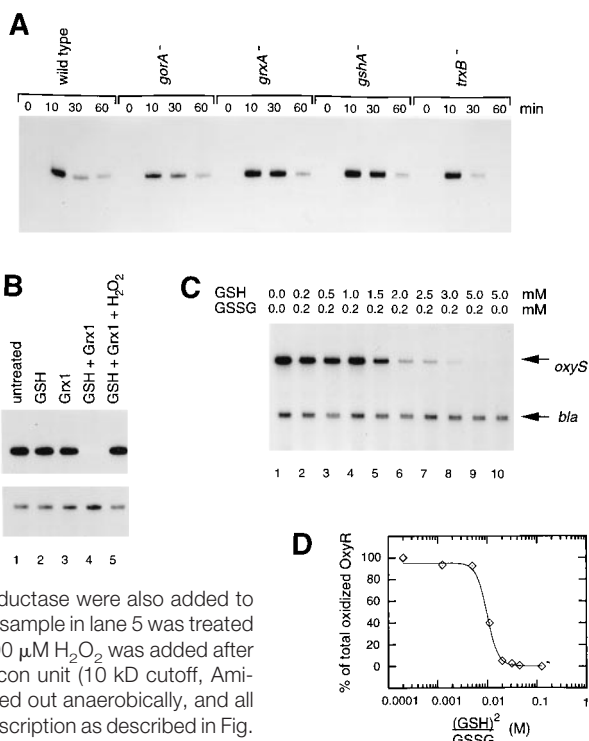 A
wild type
gorA⁻
grxA⁻
gshA⁻
trxB⁻
0 10 30 60 0 10 30 60 0 10 30 60 0 10 30 60 0 10 30 60 min
B
untreated
GSH
Grx1
GSH + Grx1
GSH + Grx1 + H₂O₂
1 2 3 4 5
C
GSH 0.0 0.2 0.5 1.0 1.5 2.0 2.5 3.0 5.0 5.0 mM
GSSG 0.0 0.2 0.2 0.2 0.2 0.2 0.2 0.2 0.2 0.0 mM
oxyS
bla
1 2 3 4 5 6 7 8 9 10
ductase were also added to
sample in lane 5 was treated
00 μM H₂O₂ was added after
con unit (10 kD cutoff, Ami-
ed out anaerobically, and all
scription as described in Fig.
D
% of total oxidized OxyR
100
80
60
40
20
0
0.0001 0.001 0.01 0.1 1
(GSH)² (M)
GSSG